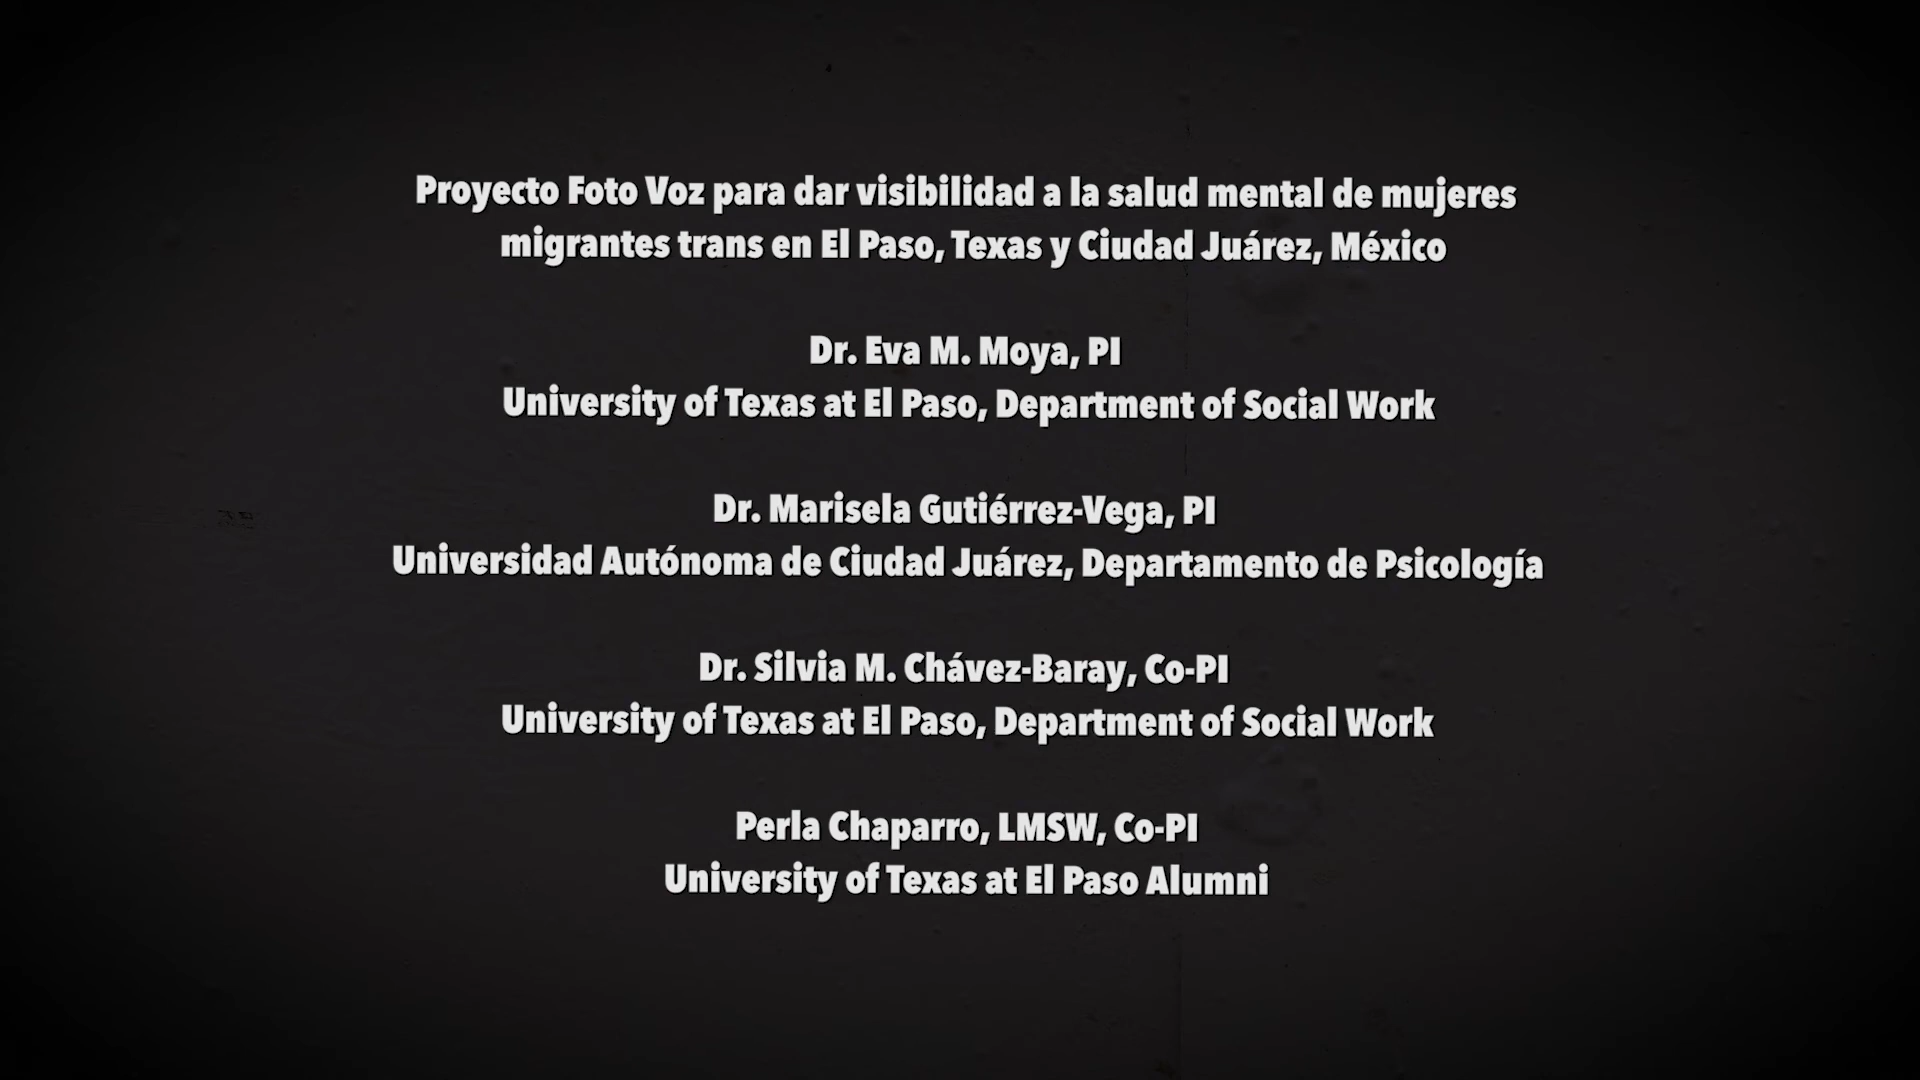 Proyecto Foto Voz para dar visibilidad a la salud mental de mujeres
migrantes trans en El Paso, Texas y Ciudad Juárez, México
Dr. Eva M. Moya, PI
University of Texas at El Paso, Department of Social Work
Dr. Marisela Gutiérrez-Vega, PI
Universidad Autónoma de Ciudad Juárez, Departamento de Psicología
Dr. Silvia M. Chávez-Baray, Co-PI
University of Texas at El Paso, Department of Social Work
Perla Chaparro, LMSW, Co-PI
University of Texas at El Paso Alumni